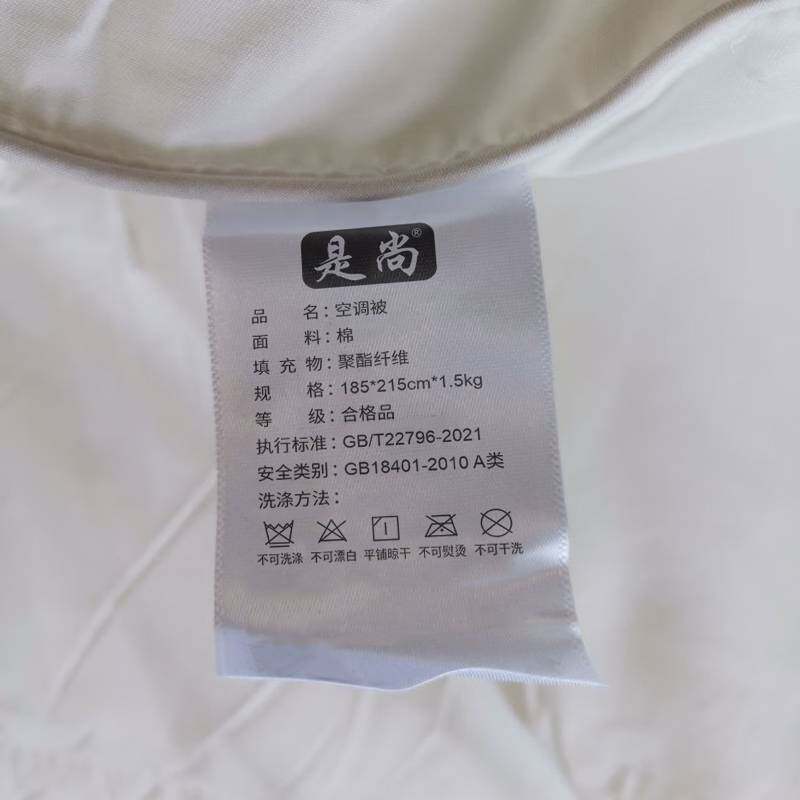 是尚®
品 名：空调被
面 料：棉
填 充 物：聚酯纤维
规 格：185*215cm*1.5kg
等 级：合格品
执行标准：GB/T22796-2021
安全类别：GB18401-2010 A类
洗涤方法：
不可洗涤 不可漂白 平铺晾干 不可熨烫 不可干洗